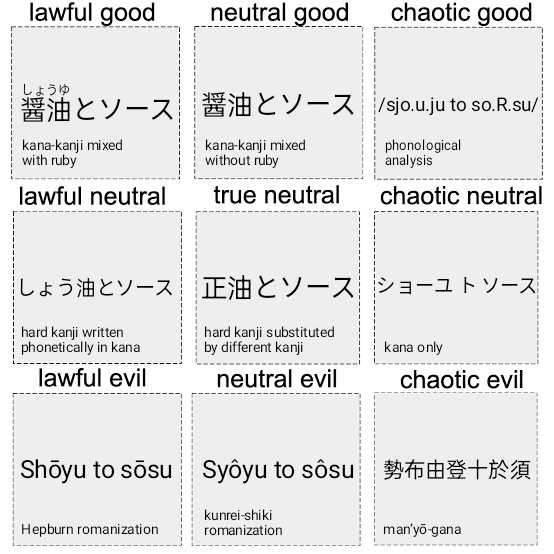 lawful good
neutral good
chaotic good
しょうゆ
醤油とソース
kana-kanji mixed
with ruby
醤油とソース
kana-kanji mixed
without ruby
/sjo.u.ju to so.R.su/
phonological
analysis
lawful neutral
true neutral
chaotic neutral
しょう油とソース
hard kanji written
phonetically in kana
正油とソース
hard kanji substituted
by different kanji
ショーユ ト ソース
kana only
lawful evil
neutral evil
chaotic evil
Shōyu to sōsu
Hepburn romanization
Syôyu to sôsu
kunrei-shiki
romanization
勢布由登十於須
man’yō-gana